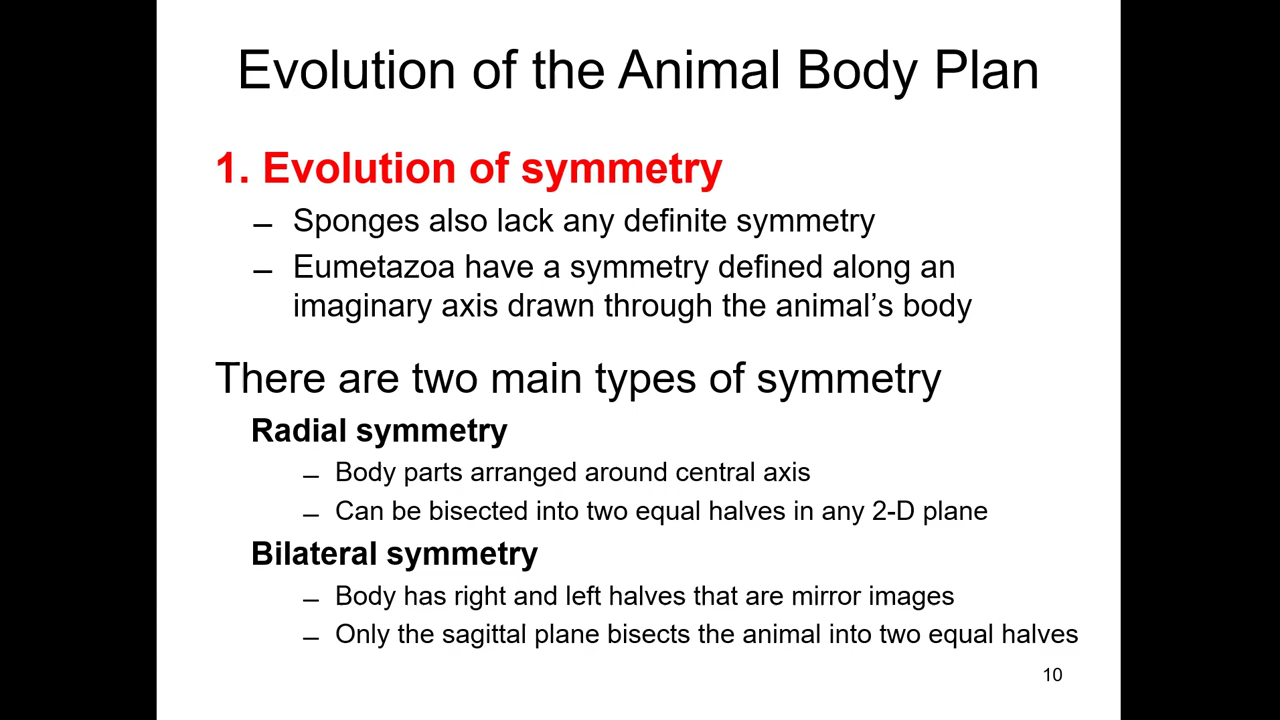 Evolution of the Animal Body Plan
1. Evolution of symmetry
– Sponges also lack any definite symmetry
– Eumetazoa have a symmetry defined along an
imaginary axis drawn through the animal’s body
There are two main types of symmetry
Radial symmetry
– Body parts arranged around central axis
– Can be bisected into two equal halves in any 2-D plane
Bilateral symmetry
– Body has right and left halves that are mirror images
– Only the sagittal plane bisects the animal into two equal halves
10